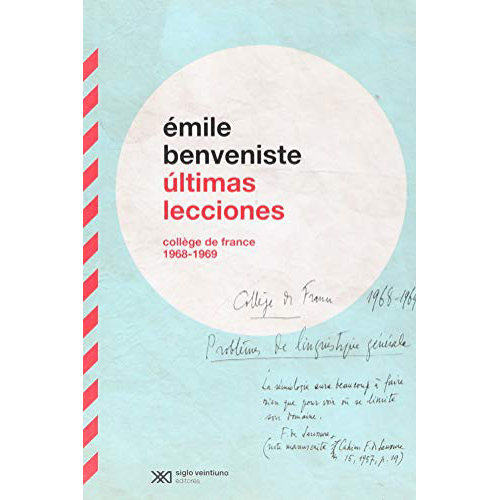 émile
benveniste
últimas
lecciones
collège de france
1968-1969
Collège de France 1968-1969
Problèmes de linguistique générale
La sémiologie aura beaucoup à faire
rien que pour voir où se limite
son domaine.
F. de Saussure,
(note manuscrite Cahiers F. de Saussure
15, 1957, p. 19)
siglo veintiuno
editores